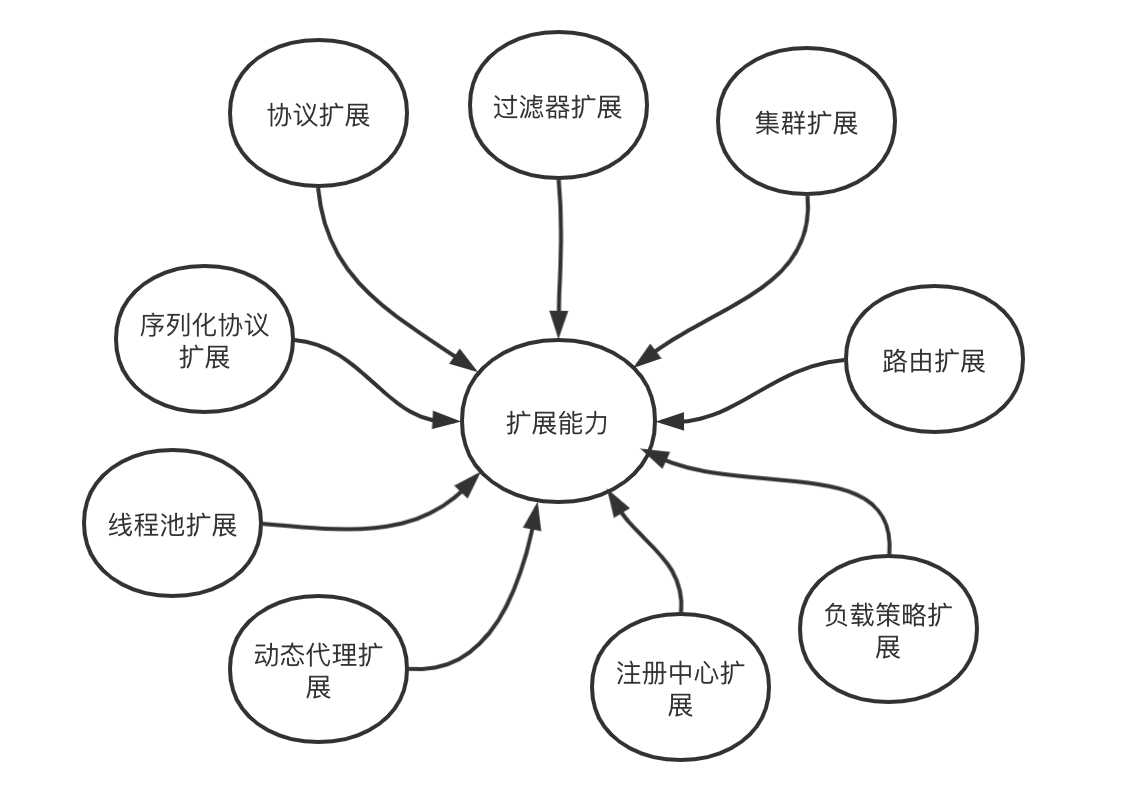 协议扩展
过滤器扩展
集群扩展
序列化协议
扩展
路由扩展
扩展能力
线程池扩展
负载策略扩
展
动态代理扩
展
注册中心扩
展